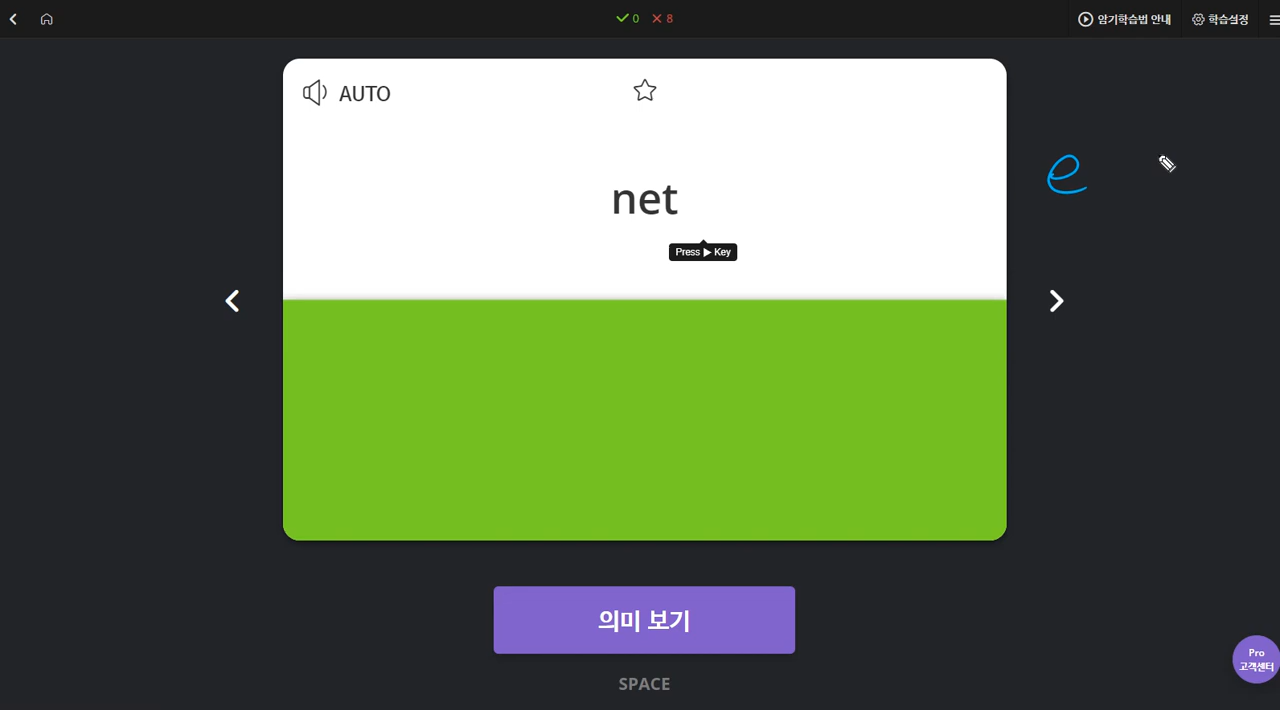 0 8 암기학습법 안내 학습설정
AUTO
net
e
Press ▶ Key
의미 보기
SPACE
Pro
고객센터